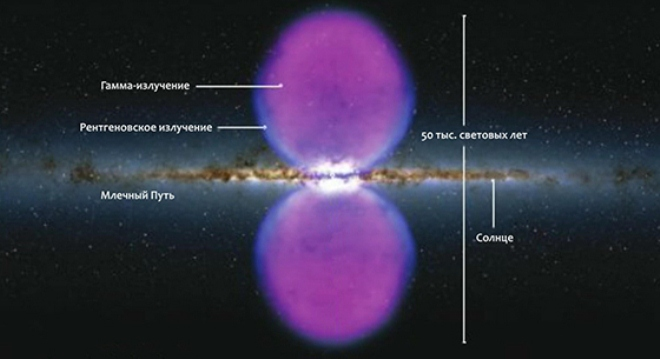 Гамма-излучение
Рентгеновское излучение
50 тыс. световых лет
Млечный Путь
Солнце